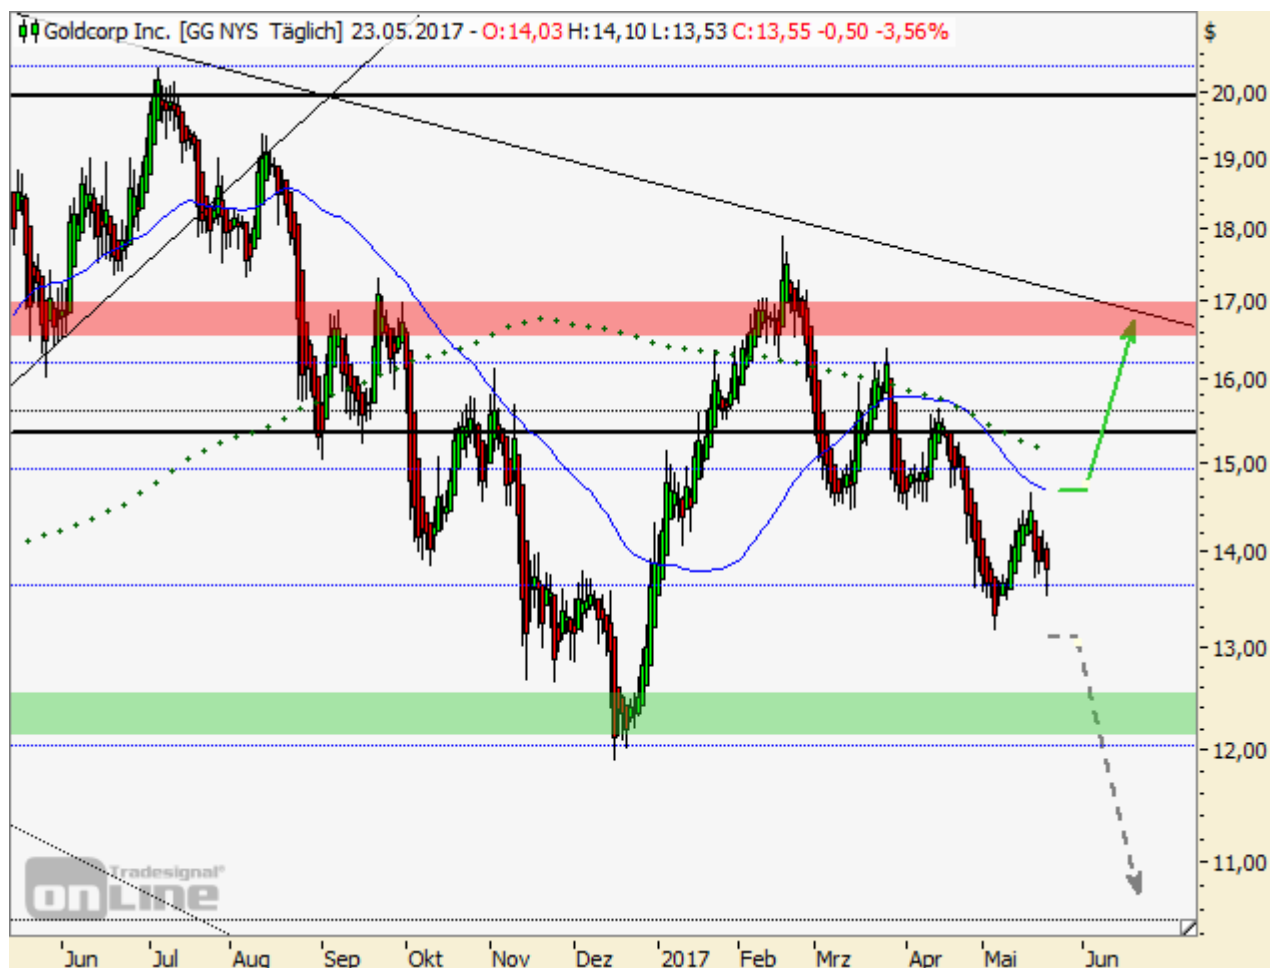 Goldcorp Inc. [GG NYS Täglich] 23.05.2017 - O:14,03 H:14,10 L:13,53 C:13,55 -0,50 -3,56%
$
20,00
19,00
18,00
17,00
16,00
15,00
14,00
13,00
12,00
11,00
Tradesignal®
onLine
Jun Jul Aug Sep Okt Nov Dez 2017 Feb Mrz Apr Mai Jun